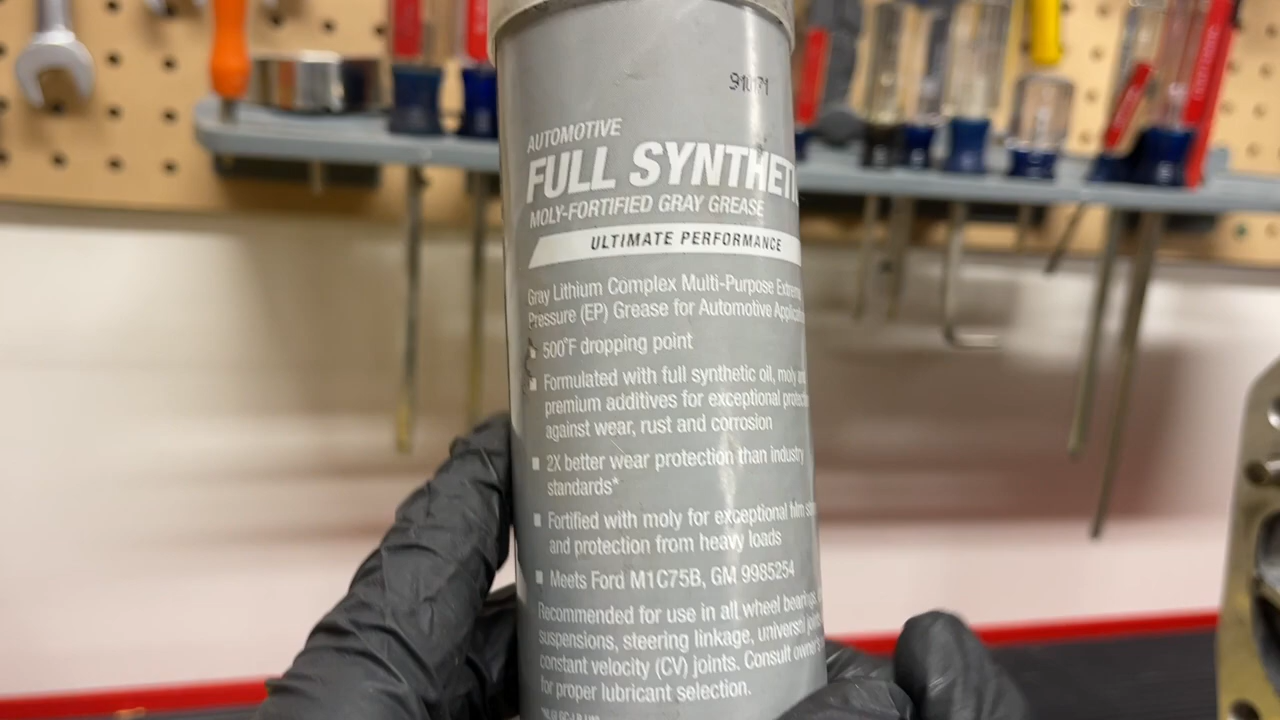 91071
AUTOMOTIVE
FULL SYNTHETI
MOLY-FORTIFIED GRAY GREASE
ULTIMATE PERFORMANCE
Gray Lithium Complex Multi-Purpose Extreme
Pressure (EP) Grease for Automotive Applicat
500°F dropping point
Formulated with full synthetic oil, moly and
premium additives for exceptional protect
against wear, rust and corrosion
2X better wear protection than industry
standards*
Fortified with moly for exceptional film
and protection from heavy loads
Meets Ford M1C75B, GM 9985254
Recommended for use in all wheel bearings,
suspensions, steering linkage, universal joints,
constant velocity (CV) joints. Consult owner's
for proper lubricant selection.